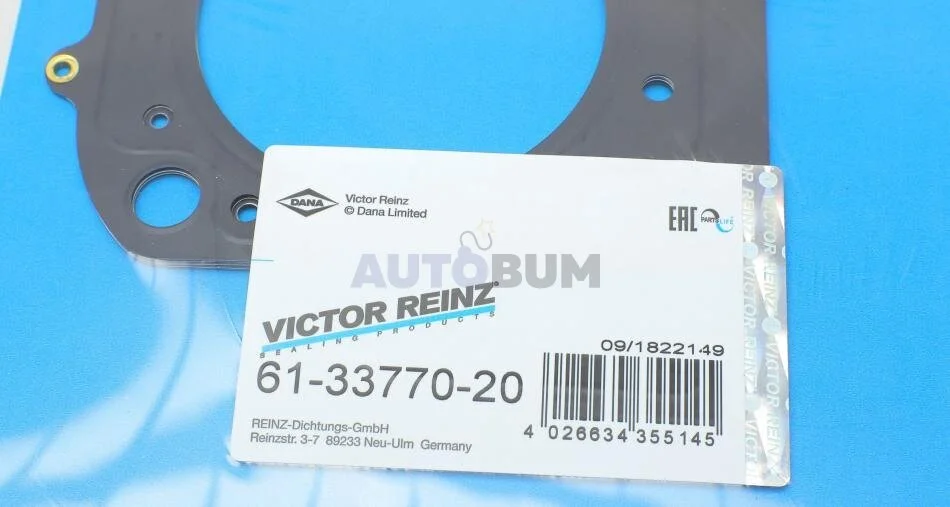 DANA
Victor Reinz
© Dana Limited
EAC
PARTS LIFE
AUTOBUM
VICTOR REINZ®
SEALING PRODUCTS
61-33770-20
09/1822149
4 026634 355145
REINZ-Dichtungs-GmbH
Reinzstr. 3-7 89233 Neu-Ulm Germany
VICTOR REINZ
VICTOR REINZ